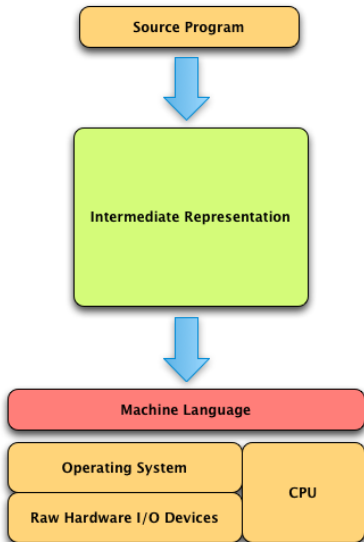 Source Program
Intermediate Representation
Machine Language
Operating System
CPU
Raw Hardware I/O Devices